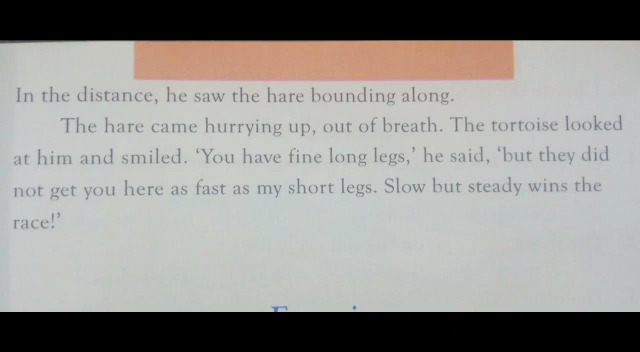 In the distance, he saw the hare bounding along.
The hare came hurrying up, out of breath. The tortoise looked
at him and smiled. ‘You have fine long legs,’ he said, ‘but they did
not get you here as fast as my short legs. Slow but steady wins the
race!’